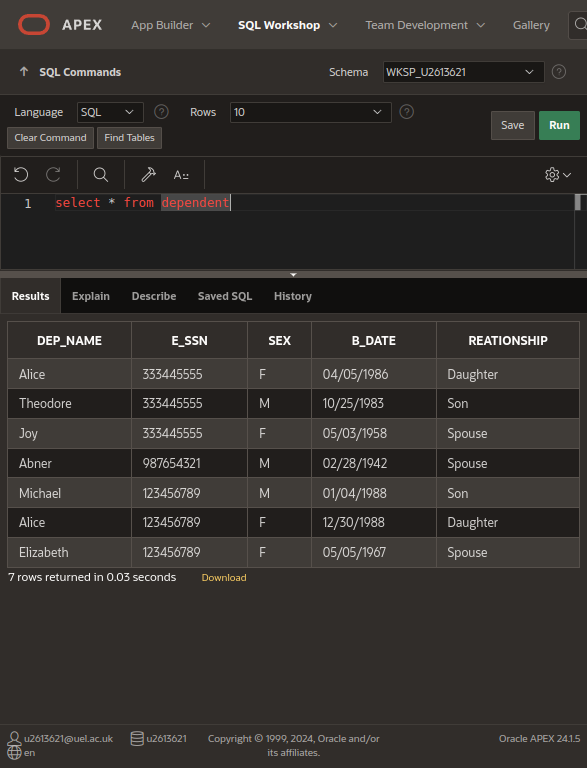 APEX App Builder SQL Workshop Team Development Gallery
SQL Commands Schema WKSP_U2613621
Language SQL Rows 10
Clear Command Find Tables Save Run
1 select * from dependent
Results Explain Describe Saved SQL History
DEP_NAME E_SSN SEX B_DATE REATIONSHIP
Alice 333445555 F 04/05/1986 Daughter
Theodore 333445555 M 10/25/1983 Son
Joy 333445555 F 05/03/1958 Spouse
Abner 987654321 M 02/28/1942 Spouse
Michael 123456789 M 01/04/1988 Son
Alice 123456789 F 12/30/1988 Daughter
Elizabeth 123456789 F 05/05/1967 Spouse
7 rows returned in 0.03 seconds Download
u2613621@uel.ac.uk u2613621 Copyright © 1999, 2024, Oracle and/or Oracle APEX 24.1.5
en its affiliates.